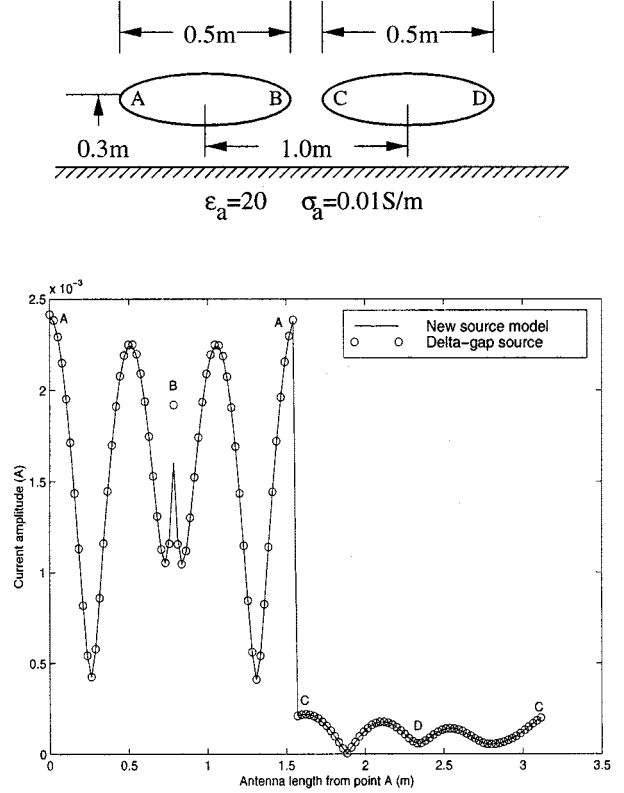 0.5m 0.5m
A B C D
0.3m 1.0m
εa=20 σa=0.01S/m
x 10⁻³
2.5
2
1.5
1
0.5
0
Current amplitude (A)
A
B
A
C
D
C
New source model
Delta-gap source
0 0.5 1 1.5 2 2.5 3 3.5
Antenna length from point A (m)